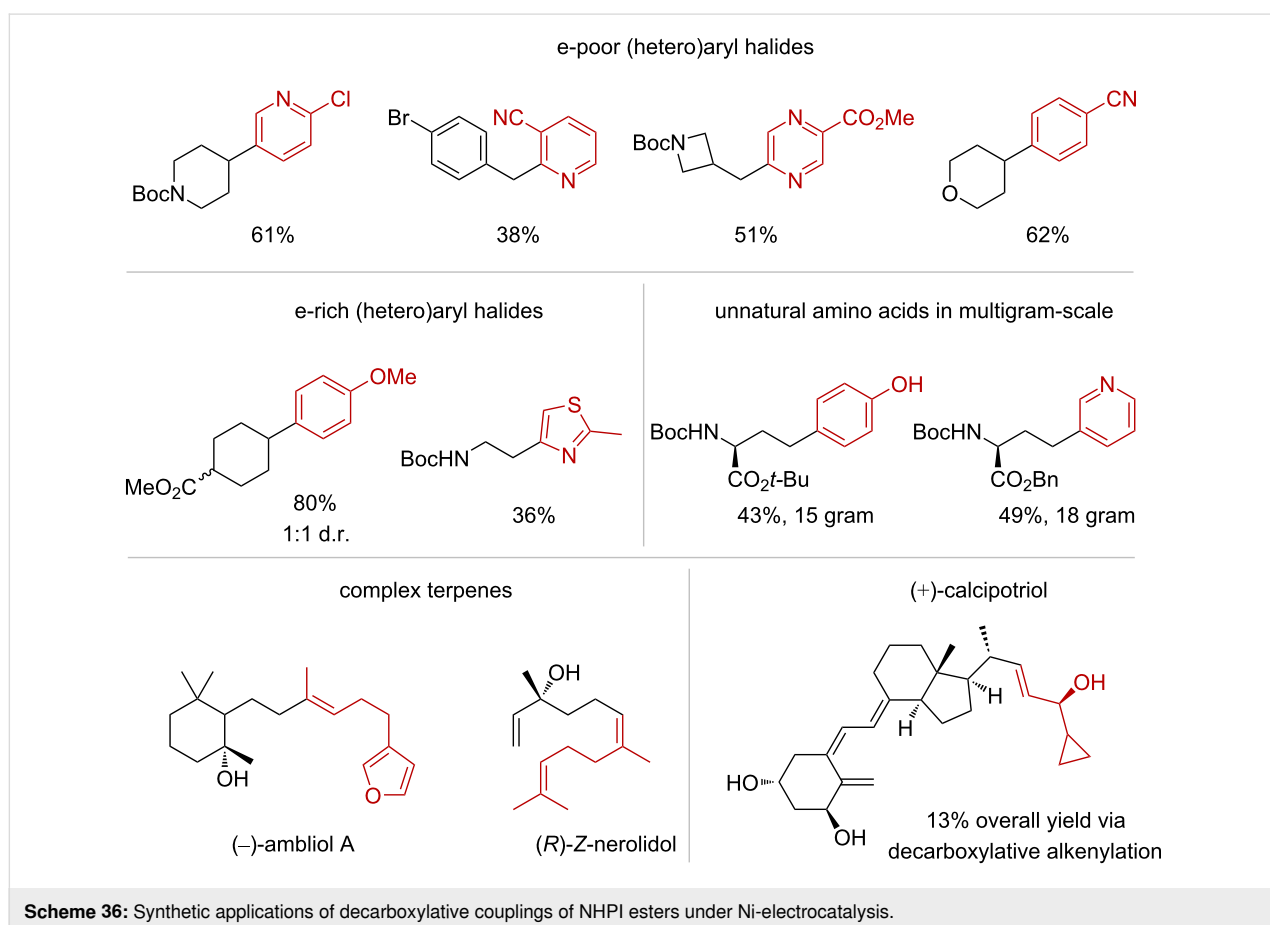 e-poor (hetero)aryl halides
N
Cl
BocN
61%
Br
NC
N
38%
BocN
N
N
CO2Me
51%
O
CN
62%
e-rich (hetero)aryl halides
MeO2C
OMe
80%
1:1 d.r.
BocHN
S
N
36%
unnatural amino acids in multigram-scale
BocHN
OH
CO2t-Bu
43%, 15 gram
BocHN
N
CO2Bn
49%, 18 gram
complex terpenes
OH
O
(–)-ambliol A
OH
(R)-Z-nerolidol
(+)-calcipotriol
H
H
OH
HO
OH
13% overall yield via
decarboxylative alkenylation
Scheme 36: Synthetic applications of decarboxylative couplings of NHPI esters under Ni-electrocatalysis.